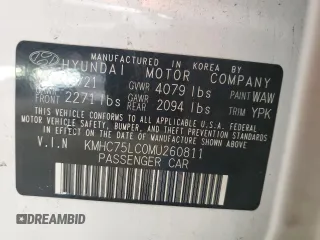 MANUFACTURED IN KOREA BY
HYUNDAI MOTOR COMPANY
21 GVWR 4079 lbs PAINT WAW
FRONT 2271 lbs REAR 2094 lbs TRIM YPK
THIS VEHICLE CONFORMS TO ALL APPLICABLE U.S. FEDERAL
MOTOR VEHICLE SAFETY, BUMPER, AND THEFT PREVENTION
STANDARDS IN EFFECT ON THE DATE OF MANUFACTURE SHOWN ABOVE.
V.I.N KMHC75LC0MU260811
PASSENGER CAR
DREAMBID